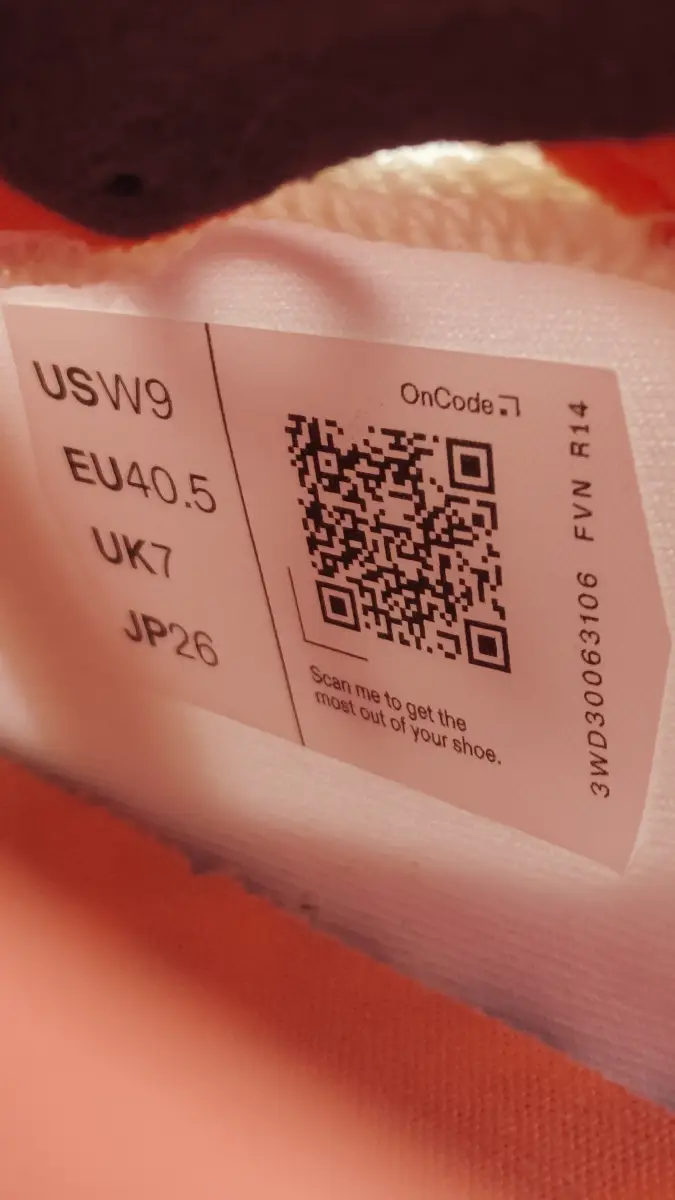 USW9
EU40.5
UK7
JP26
OnCode
Scan me to get the
most out of your shoe.
3WD30063106 FVN R14